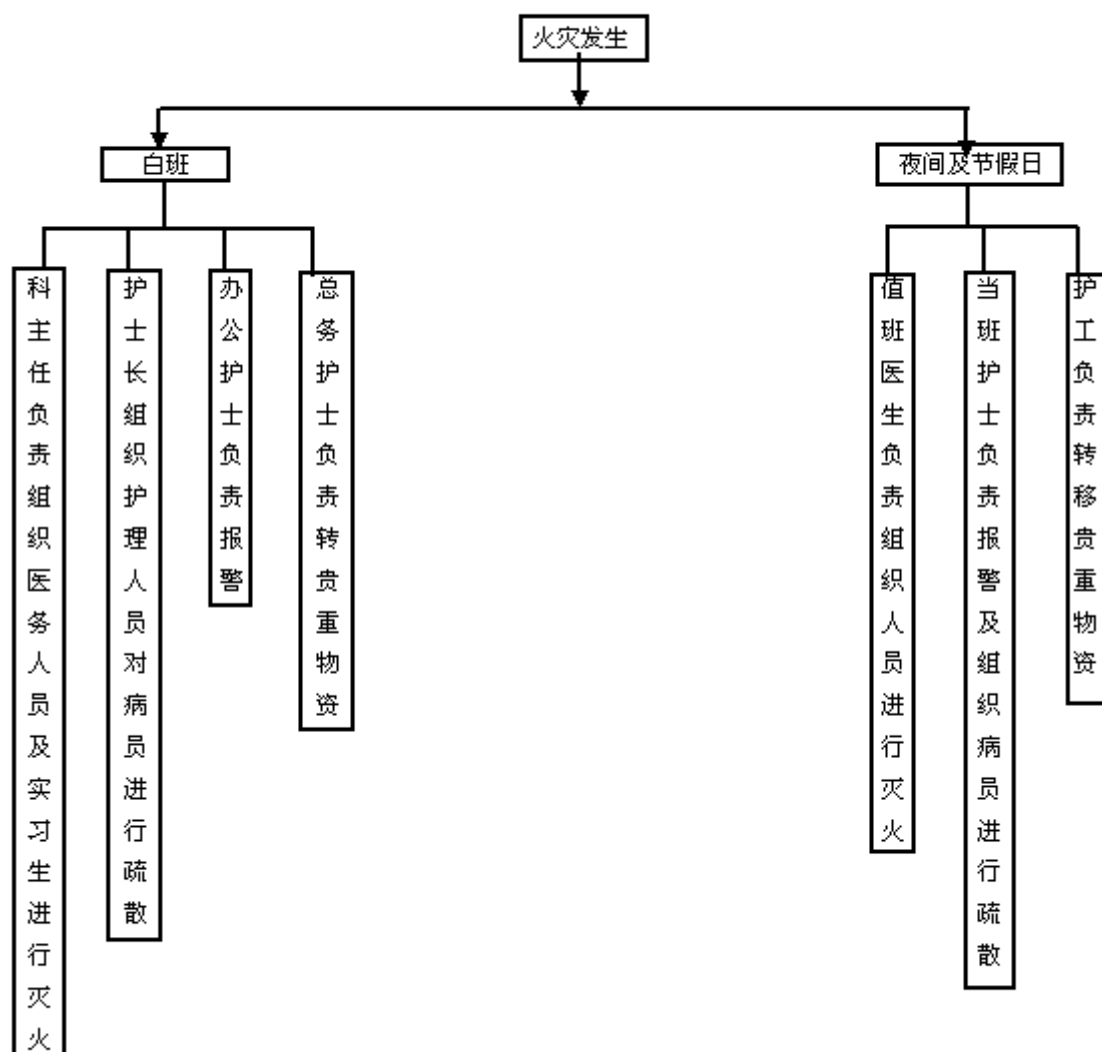 火灾发生
白班
夜间及节假日
科主任负责组织医务人员及实习生进行灭火
护士长组织护理人员对病员进行疏散
办公护士负责报警
总务护士负责转贵重物资
值班医生负责组织人员进行灭火
当班护士负责报警及组织病员进行疏散
护工负责转移贵重物资